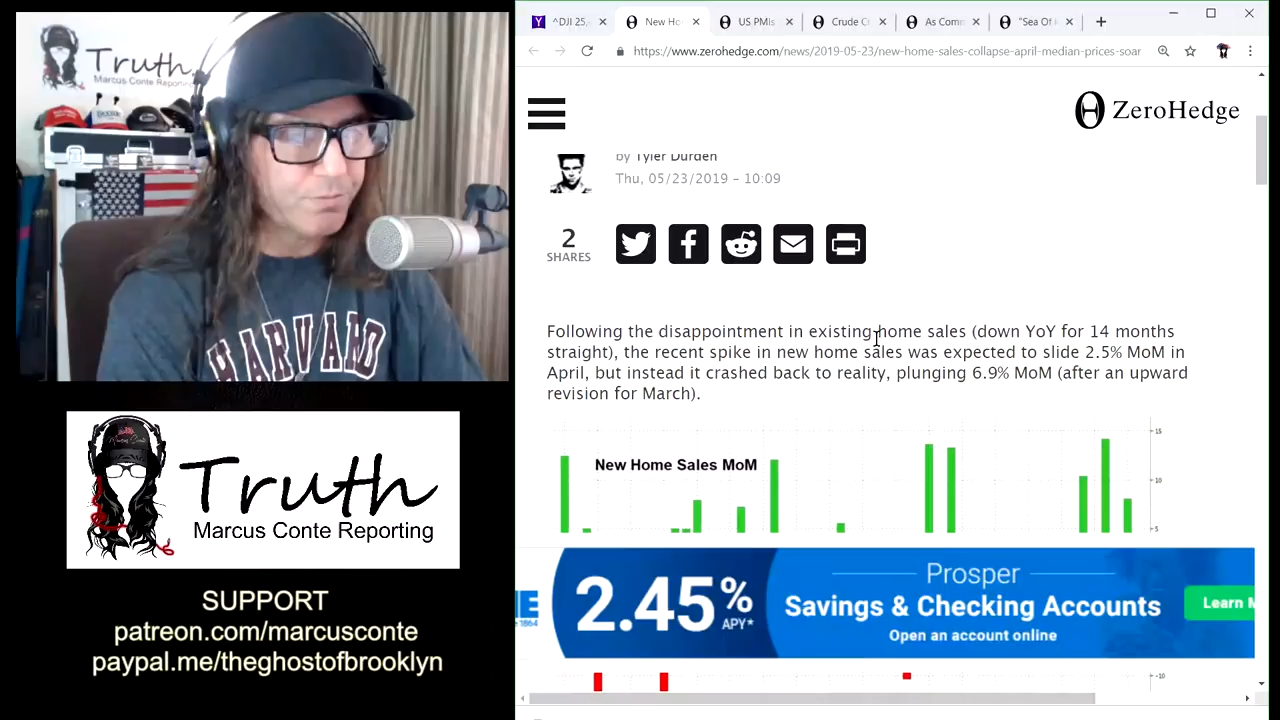 Truth
Marcus Conte Reporting
HARVARD
Truth
Marcus Conte Reporting
SUPPORT
patreon.com/marcusconte
paypal.me/theghostofbrooklyn
^DJI 25,
New Ho
US PMIs
Crude O
As Comm
"Sea Of
https://www.zerohedge.com/news/2019-05-23/new-home-sales-collapse-april-median-prices-soar
ZeroHedge
by Tyler Durden
Thu, 05/23/2019 - 10:09
2
SHARES
Following the disappointment in existing home sales (down YoY for 14 months
straight), the recent spike in new home sales was expected to slide 2.5% MoM in
April, but instead it crashed back to reality, plunging 6.9% MoM (after an upward
revision for March).
New Home Sales MoM
15
10
5
2.45% APY*
Prosper
Savings & Checking Accounts
Open an account online
Learn M
1864
-10